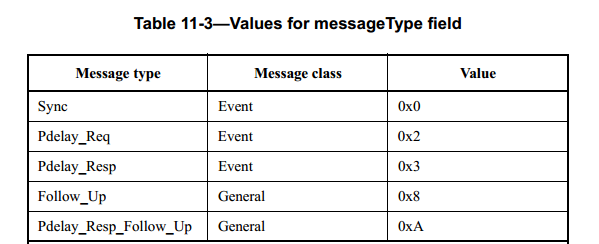 Table 11-3—Values for messageType field
Message type Message class Value
Sync Event 0x0
Pdelay_Req Event 0x2
Pdelay_Resp Event 0x3
Follow_Up General 0x8
Pdelay_Resp_Follow_Up General 0xA